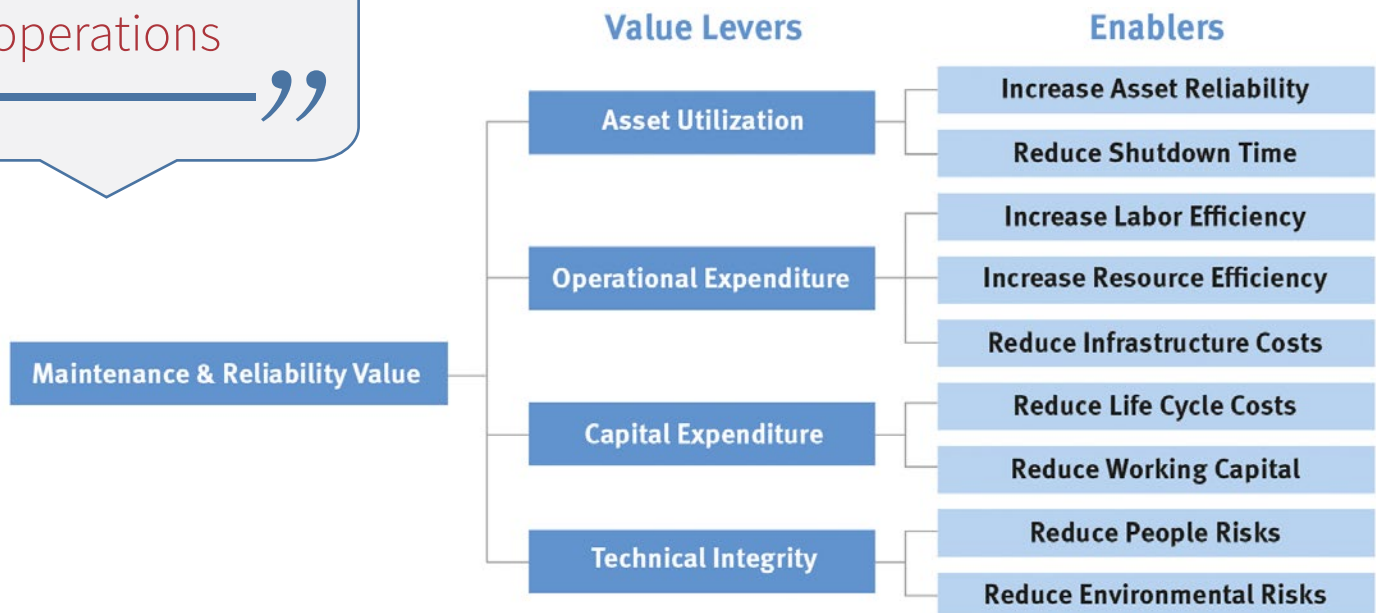 operations
”
Value Levers
Enablers
Maintenance & Reliability Value
Asset Utilization
Increase Asset Reliability
Reduce Shutdown Time
Operational Expenditure
Increase Labor Efficiency
Increase Resource Efficiency
Reduce Infrastructure Costs
Capital Expenditure
Reduce Life Cycle Costs
Reduce Working Capital
Technical Integrity
Reduce People Risks
Reduce Environmental Risks